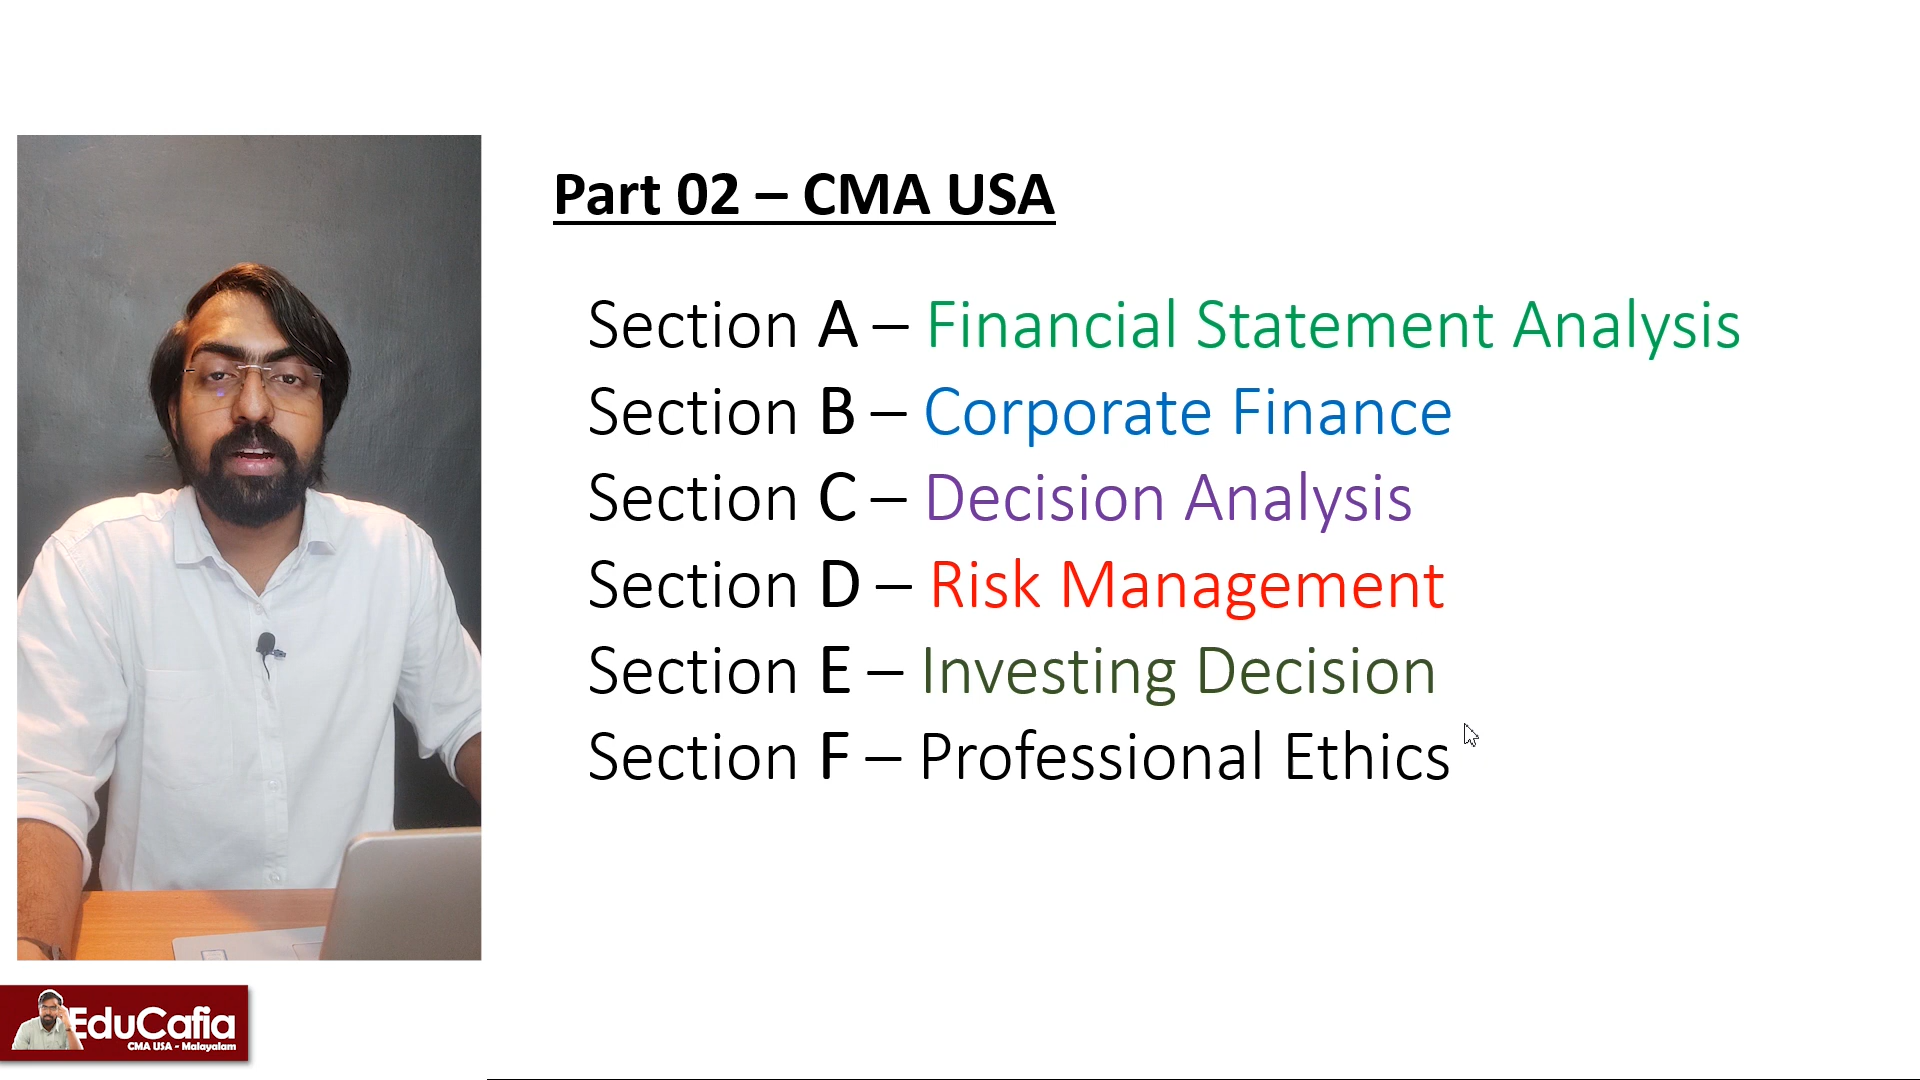 Part 02 – CMA USA
Section A – Financial Statement Analysis
Section B – Corporate Finance
Section C – Decision Analysis
Section D – Risk Management
Section E – Investing Decision
Section F – Professional Ethics
EduCafia
CMA USA - Malayalam